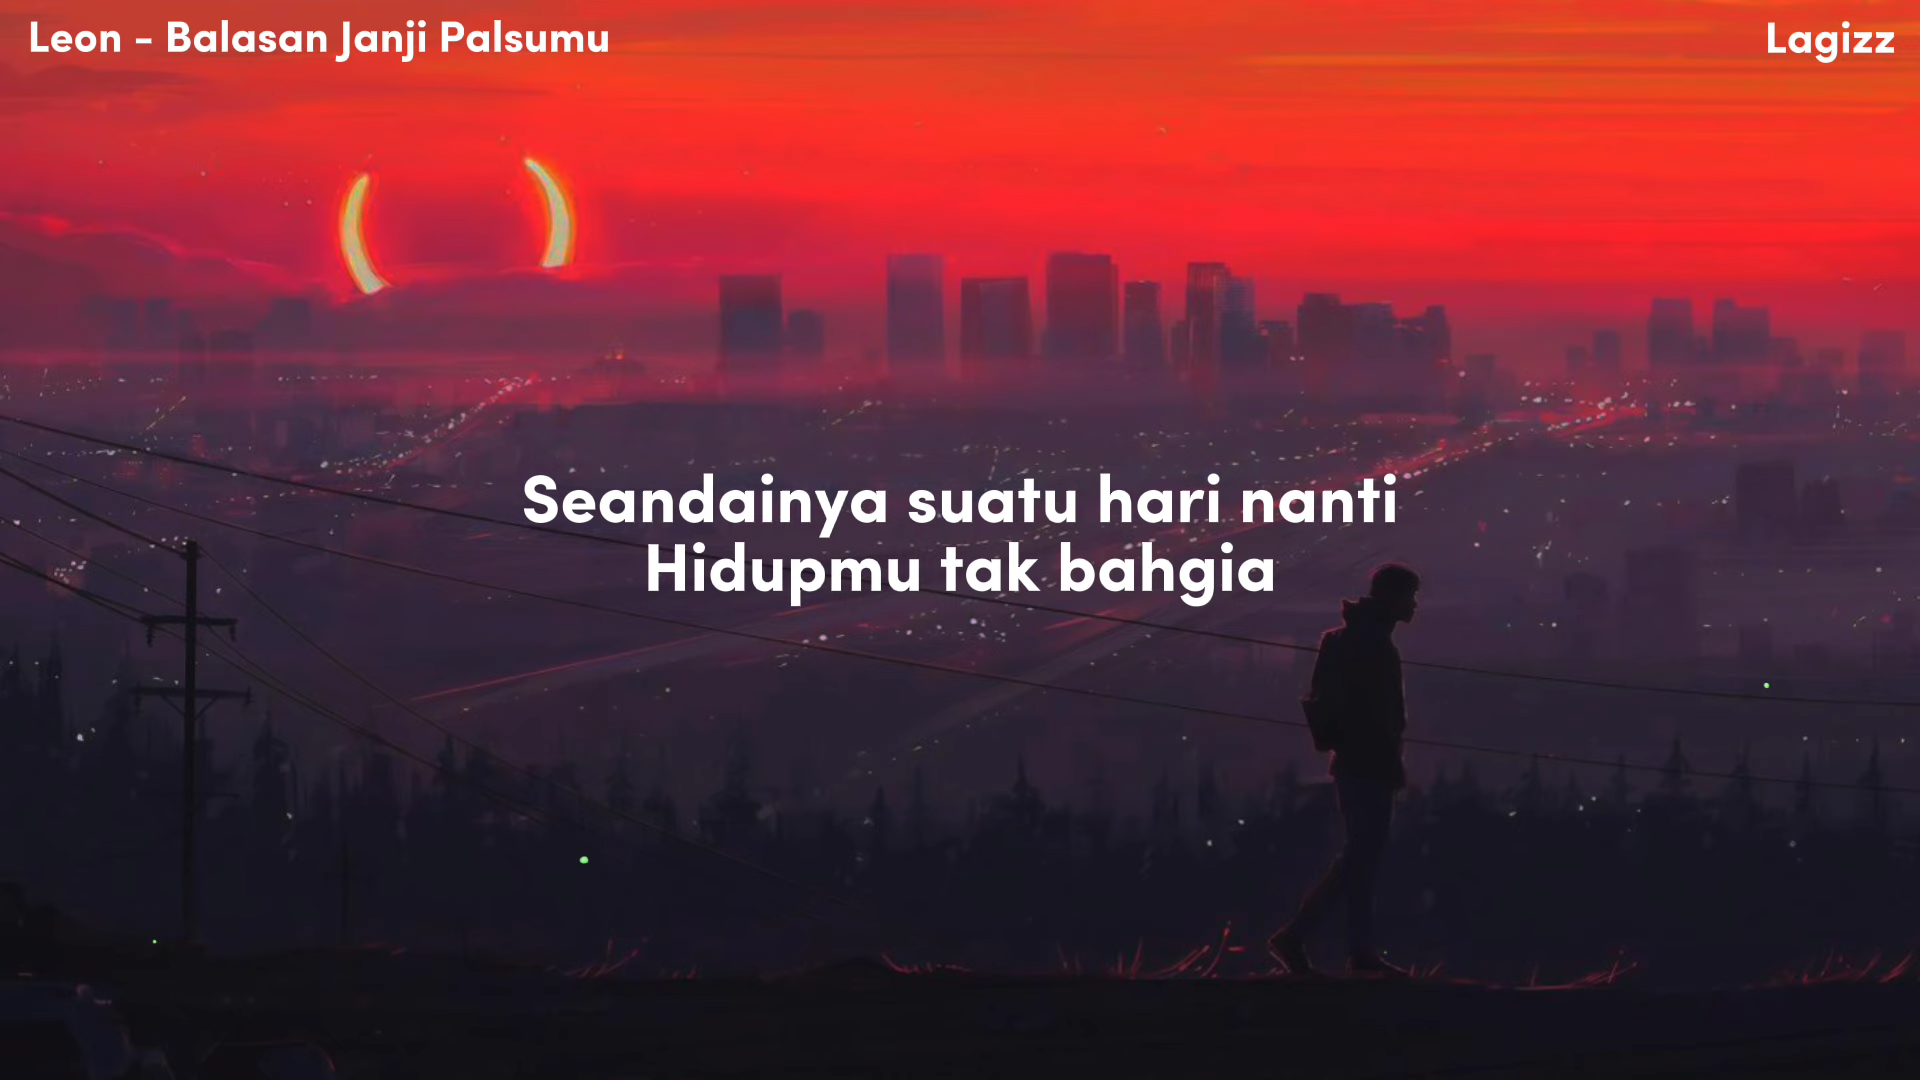 Leon - Balasan Janji Palsumu
Lagizz
Seandainya suatu hari nanti
Hidupmu tak bahgia